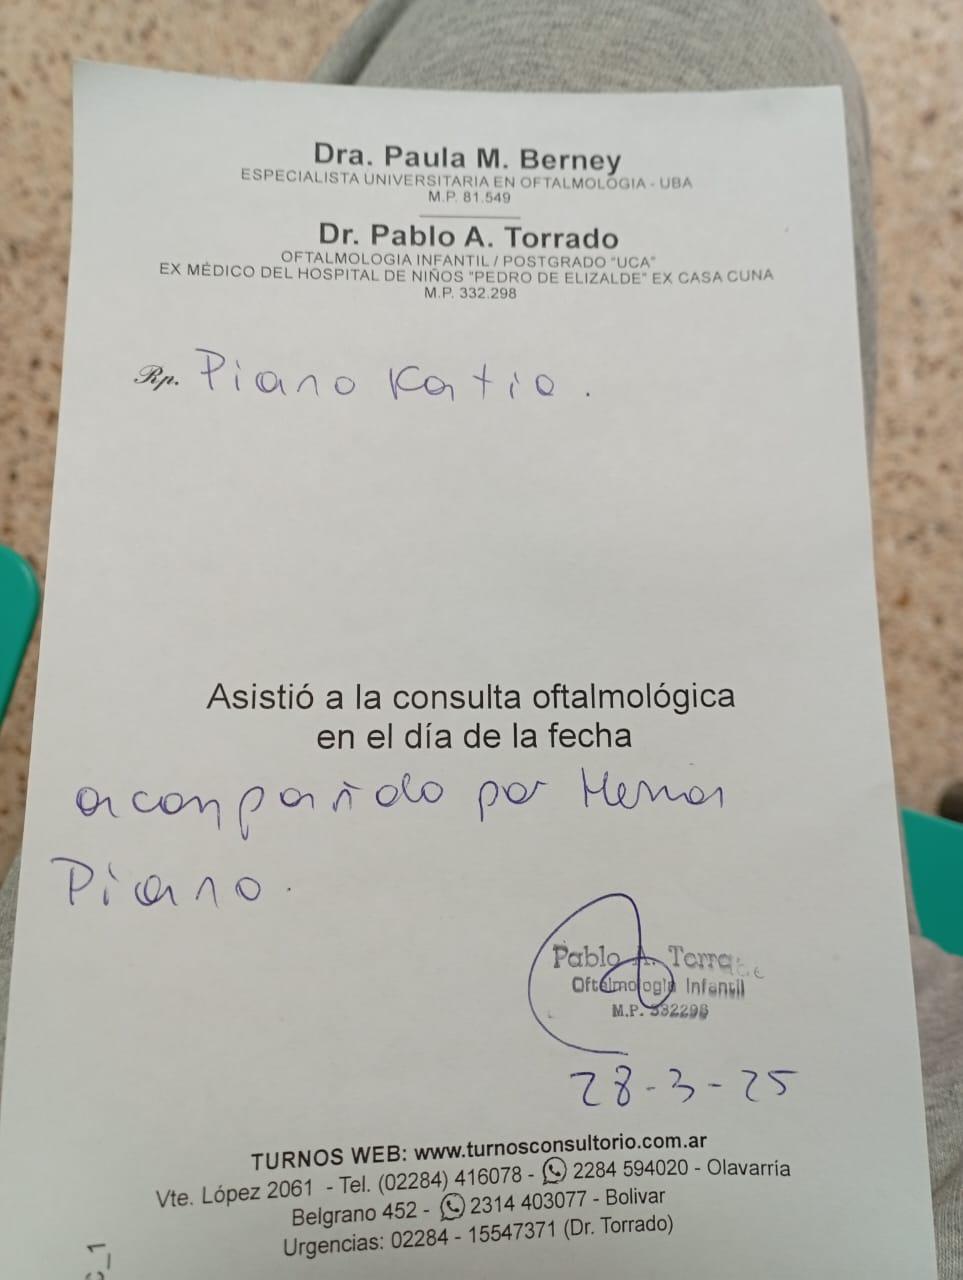 Dra. Paula M. Berney
ESPECIALISTA UNIVERSITARIA EN OFTALMOLOGIA - UBA
M.P. 81.549
Dr. Pablo A. Torrado
OFTALMOLOGIA INFANTIL / POSTGRADO "UCA"
EX MÉDICO DEL HOSPITAL DE NIÑOS "PEDRO DE ELIZALDE" EX CASA CUNA
M.P. 332.298
Rp. Piano Katia.
Asistió a la consulta oftalmológica
en el día de la fecha
acompañado por
Piano.
Pablo A. Torrado
Oftalmología Infantil
M.P. 332298
28-3-25
TURNOS WEB: www.turnosconsultorio.com.ar
Vte. López 2061 - Tel. (02284) 416078 - 2284 594020 - Olavarria
Belgrano 452 - 2314 403077 - Bolivar
Urgencias: 02284 - 15547371 (Dr. Torrado)